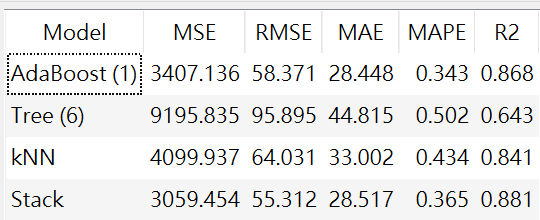 Model MSE RMSE MAE MAPE R2
AdaBoost (1) 3407.136 58.371 28.448 0.343 0.868
Tree (6) 9195.835 95.895 44.815 0.502 0.643
kNN 4099.937 64.031 33.002 0.434 0.841
Stack 3059.454 55.312 28.517 0.365 0.881